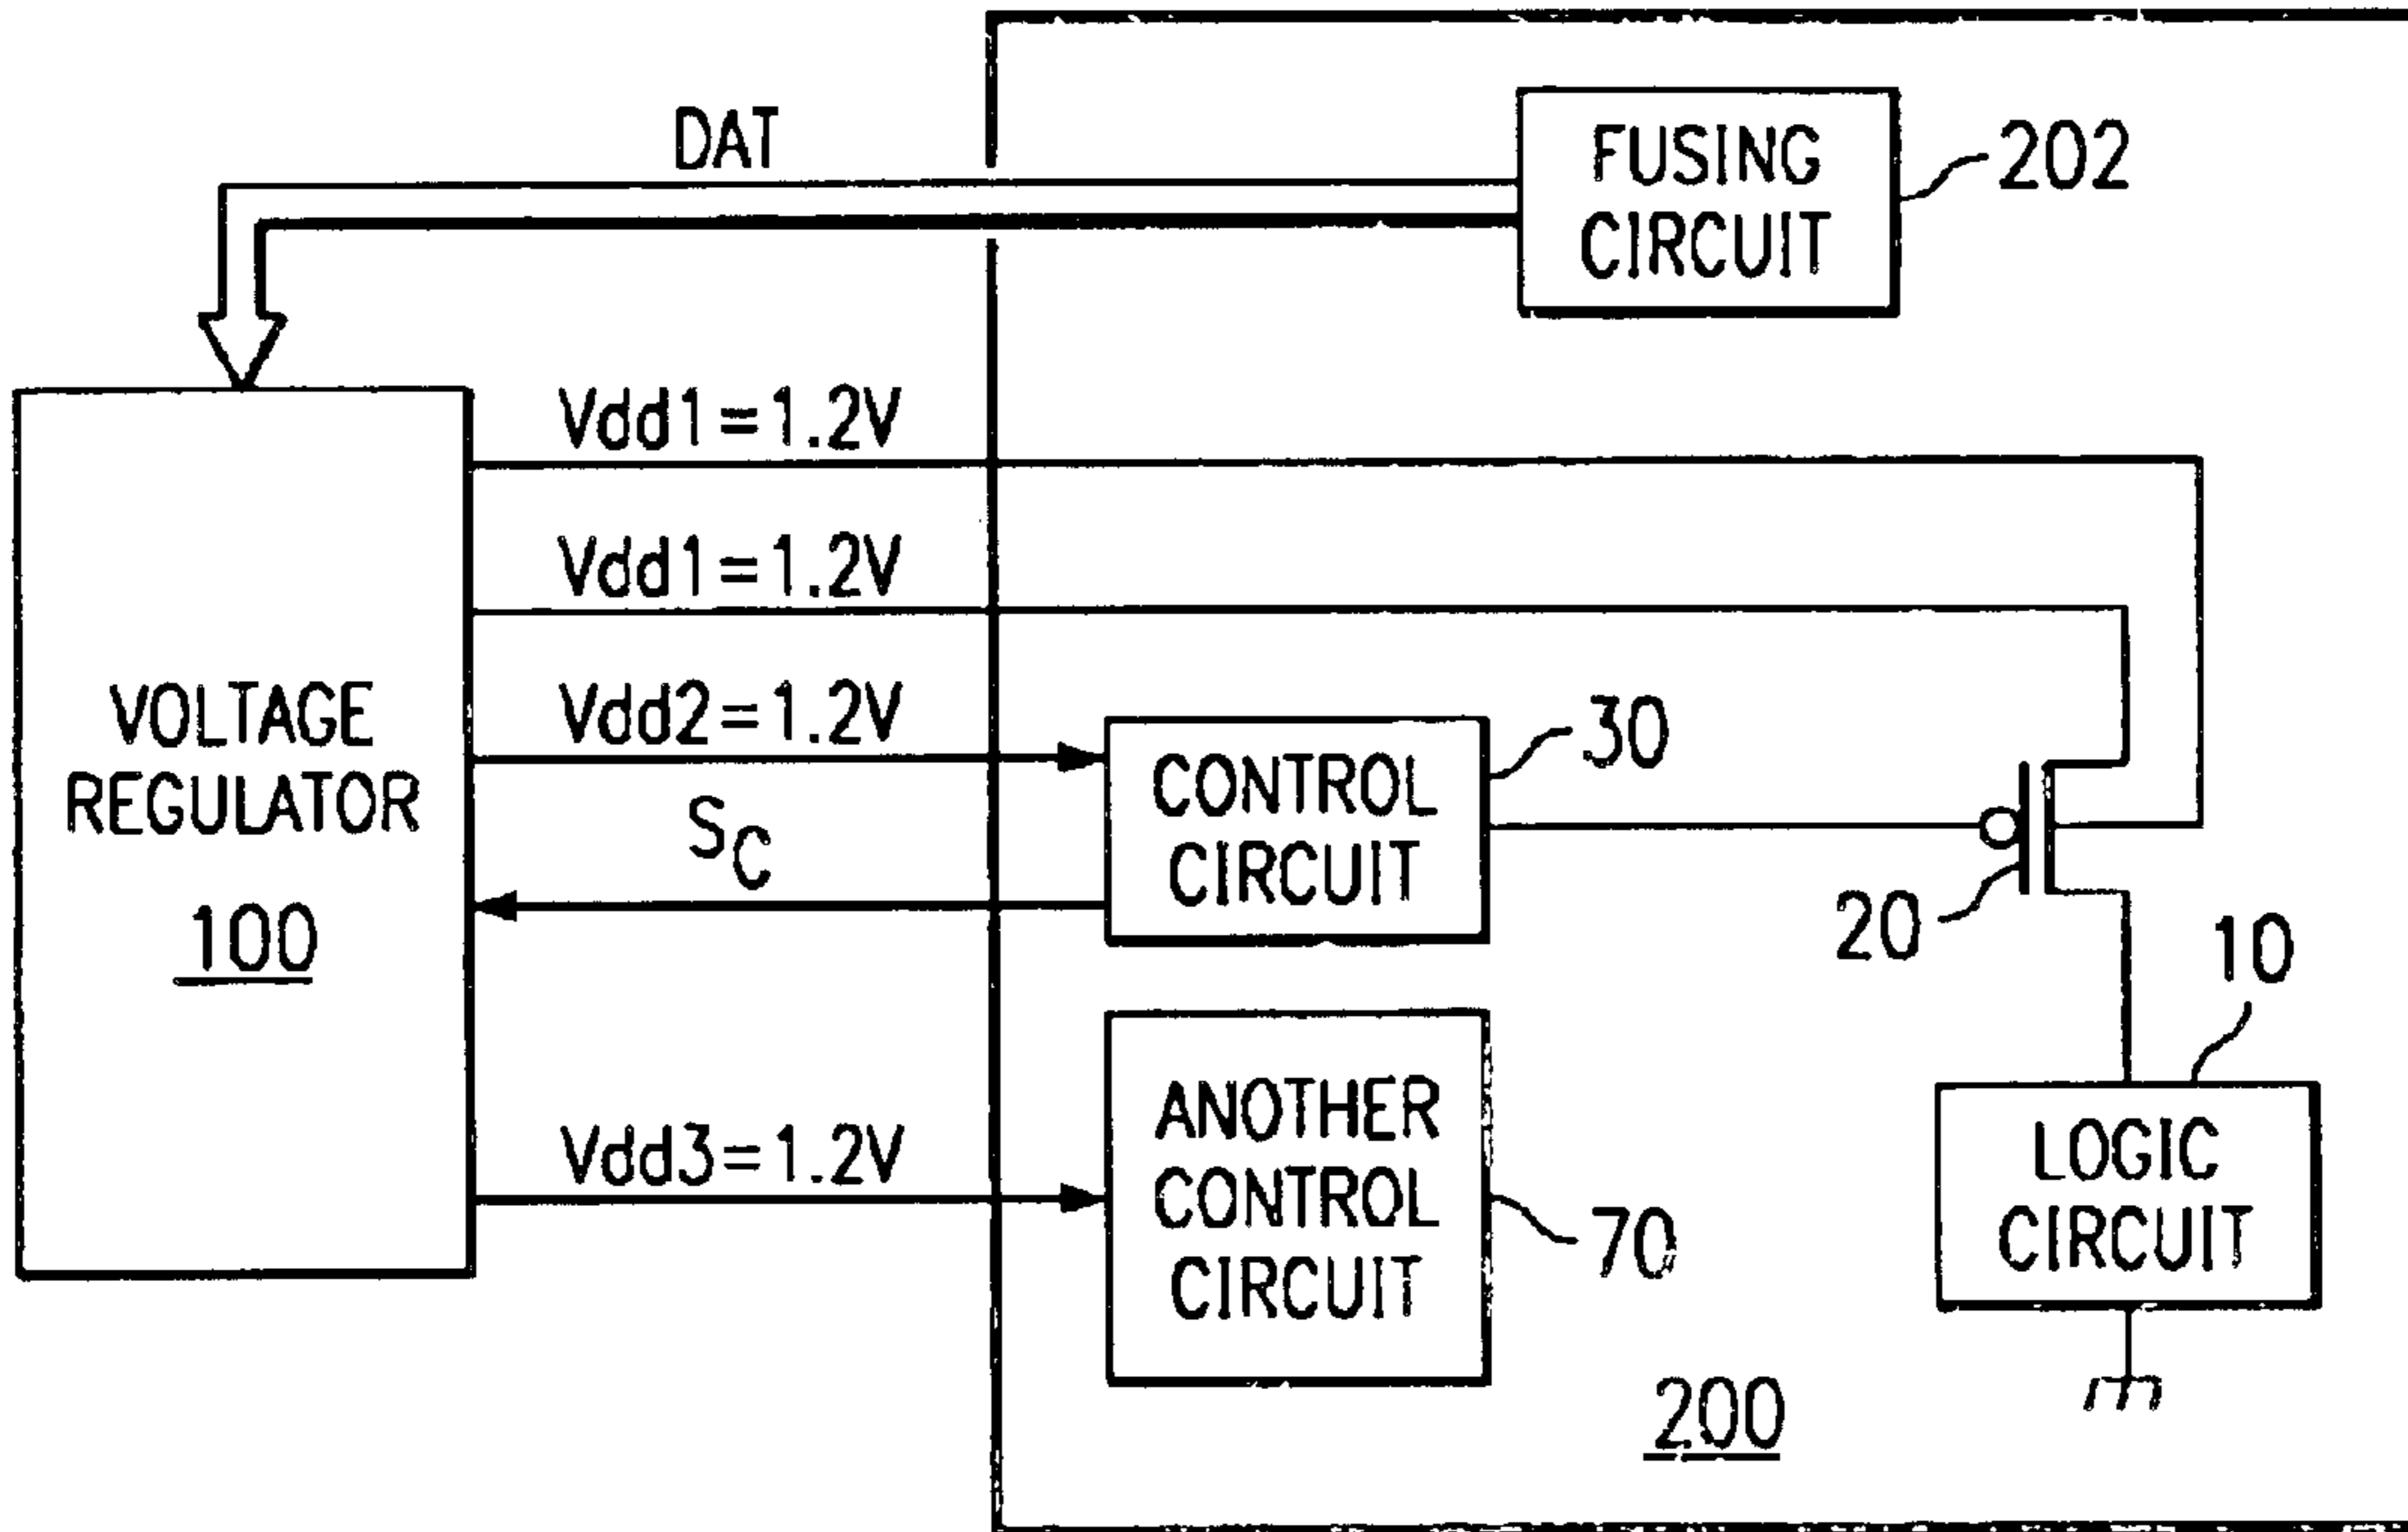 DAT
FUSING
CIRCUIT
202
Vdd1=1.2V
Vdd1=1.2V
Vdd2=1.2V
VOLTAGE
REGULATOR
100
SC
CONTROL
CIRCUIT
30
20
10
Vdd3=1.2V
ANOTHER
CONTROL
CIRCUIT
70
LOGIC
CIRCUIT
200